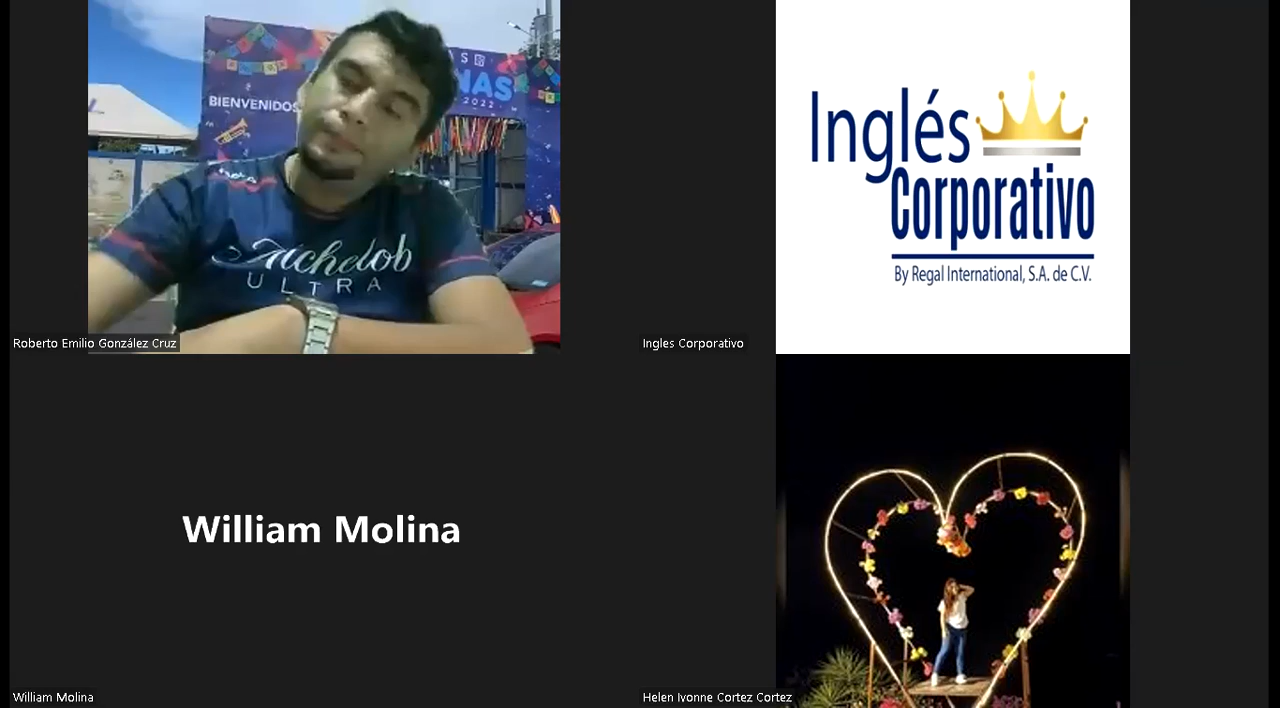 BIENVENIDOS
NAS
2022
Michelob
ULTRA
Roberto Emilio González Cruz
Inglés
Corporativo
By Regal International, S.A. de C.V.
Ingles Corporativo
William Molina
William Molina
Helen Ivonne Cortez Cortez